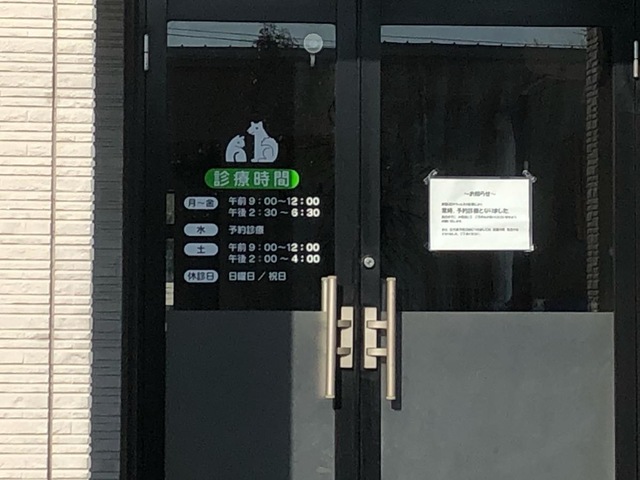 診療時間
月～金 午前 9：00～12：00
午後 2：30～ 6：30
水 予約診療
土 午前 9：00～12：00
午後 2：00～ 4：00
休診日 日曜日／祝日
～お知らせ～
常時、予約診療となりました